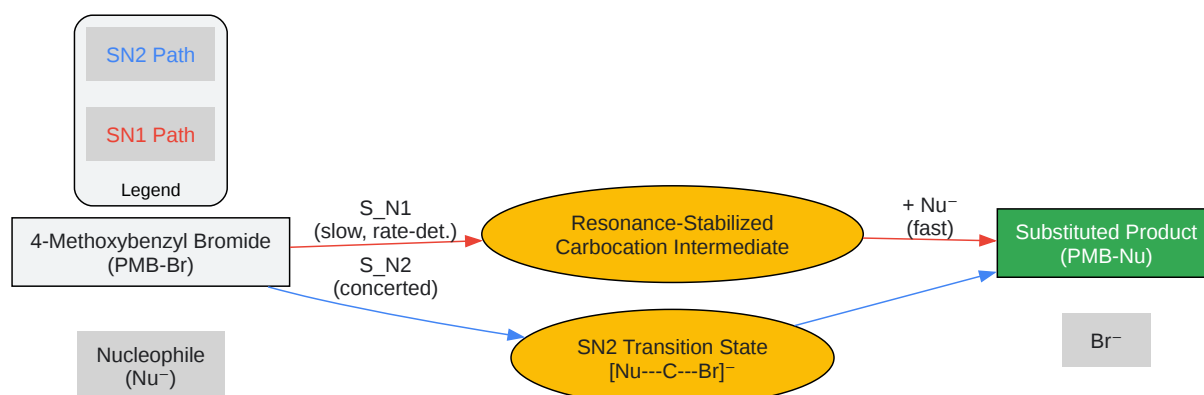 SN2 Path
SN1 Path
Legend
4-Methoxybenzyl Bromide
(PMB-Br)
S_N1
(slow, rate-det.)
S_N2
(concerted)
Resonance-Stabilized
Carbocation Intermediate
+ Nu⁻
(fast)
Substituted Product
(PMB-Nu)
Nucleophile
(Nu⁻)
SN2 Transition State
[Nu---C---Br]⁻
Br⁻